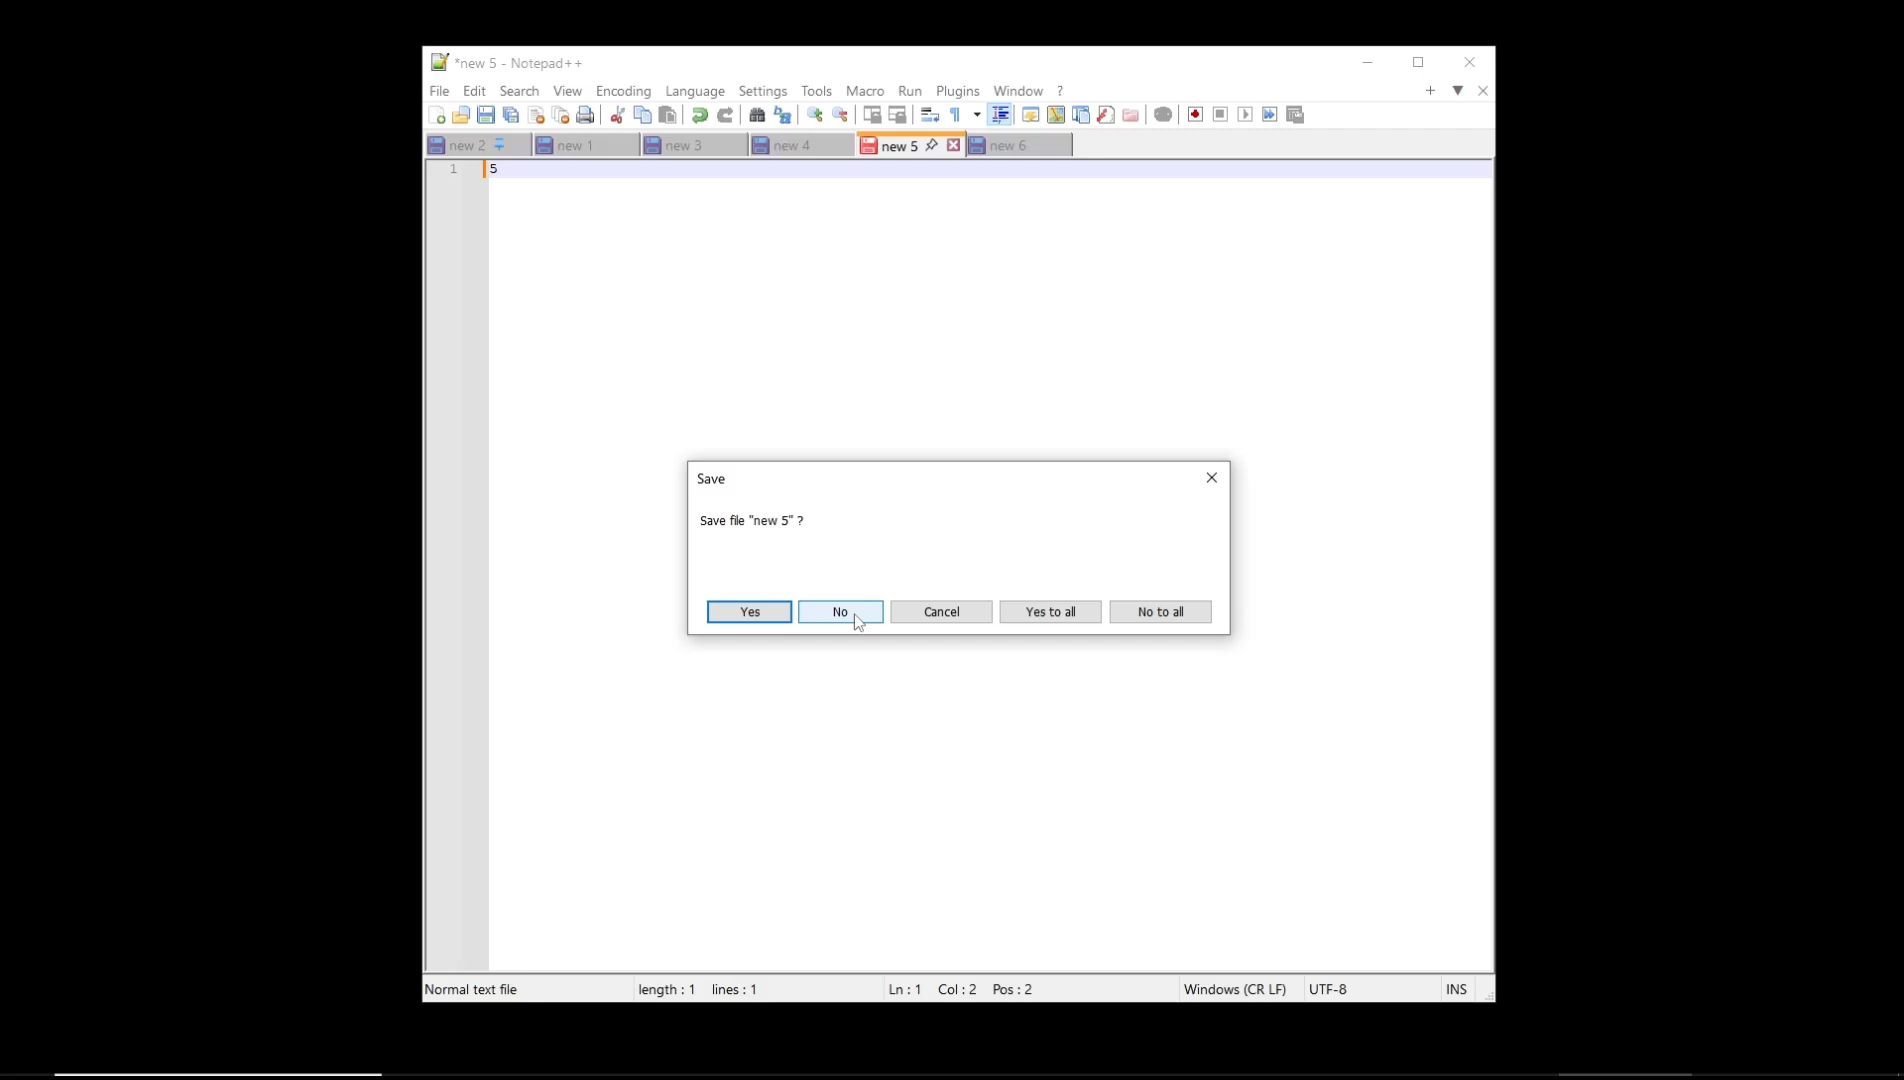 *new 5 - Notepad++
File Edit Search View Encoding Language Settings Tools Macro Run Plugins Window ?
new 2 new 1 new 3 new 4 new 5 new 6
1 5
Save
Save file "new 5" ?
Yes No Cancel Yes to all No to all
Normal text file length : 1 lines : 1 Ln : 1 Col : 2 Pos : 2 Windows (CR LF) UTF-8 INS